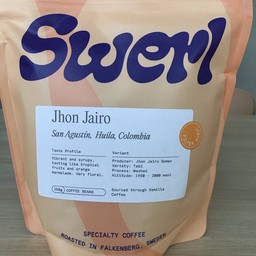 Swerl
Jhon Jairo
San Agustin, Huila, Colombia
Taste Profile
Vibrant and syrupy,
tasting like tropical
fruits and orange
marmalade. Very floral.
Variant
Producer: Jhon Jairo Gomez
Variety: Tabi
Process: Washed
Altitude: 1950 - 2000 masl
250g COFFEE BEANS
Sourced through Vanilla
Coffee
SPECIALTY COFFEE
ROASTED IN FALKENBERG, SWEDEN